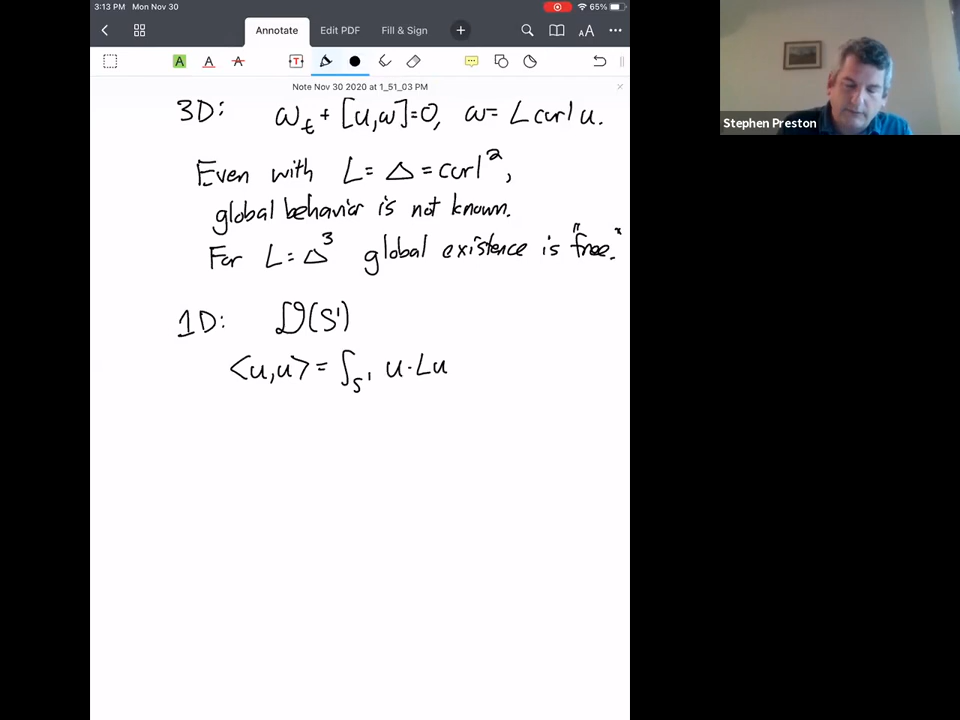 3:13 PM Mon Nov 30
65%
Annotate Edit PDF Fill & Sign
A A A T
AA
Note Nov 30 2020 at 1_51_03 PM
3D: ω_t + [u,ω]=0, ω = L curl u.
Even with L = Δ = curl²,
global behavior is not known.
For L = Δ³ global existence is "free."
1D: 𝒟(S¹)
<u,u> = ∫_S¹ u·Lu
Stephen Preston